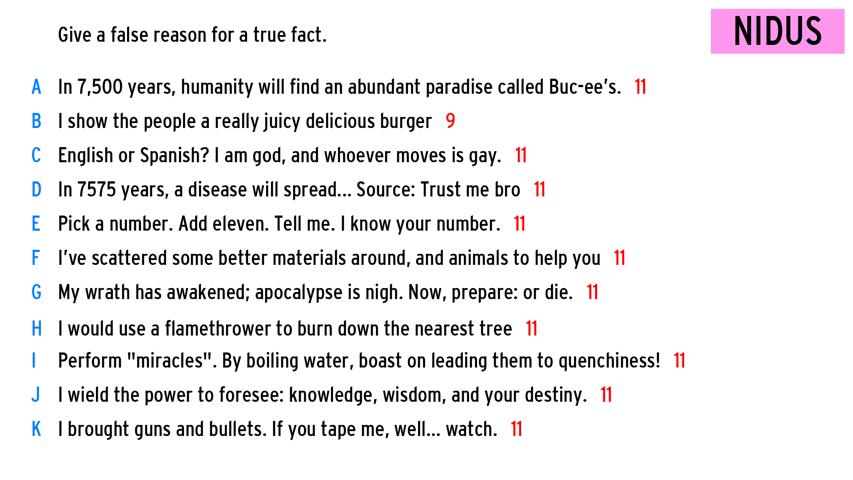 Give a false reason for a true fact.
NIDUS
A In 7,500 years, humanity will find an abundant paradise called Buc-ee's. 11
B I show the people a really juicy delicious burger 9
C English or Spanish? I am god, and whoever moves is gay. 11
D In 7575 years, a disease will spread... Source: Trust me bro 11
E Pick a number. Add eleven. Tell me. I know your number. 11
F I've scattered some better materials around, and animals to help you 11
G My wrath has awakened; apocalypse is nigh. Now, prepare: or die. 11
H I would use a flamethrower to burn down the nearest tree 11
I Perform "miracles". By boiling water, boast on leading them to quenchiness! 11
J I wield the power to foresee: knowledge, wisdom, and your destiny. 11
K I brought guns and bullets. If you tape me, well... watch. 11